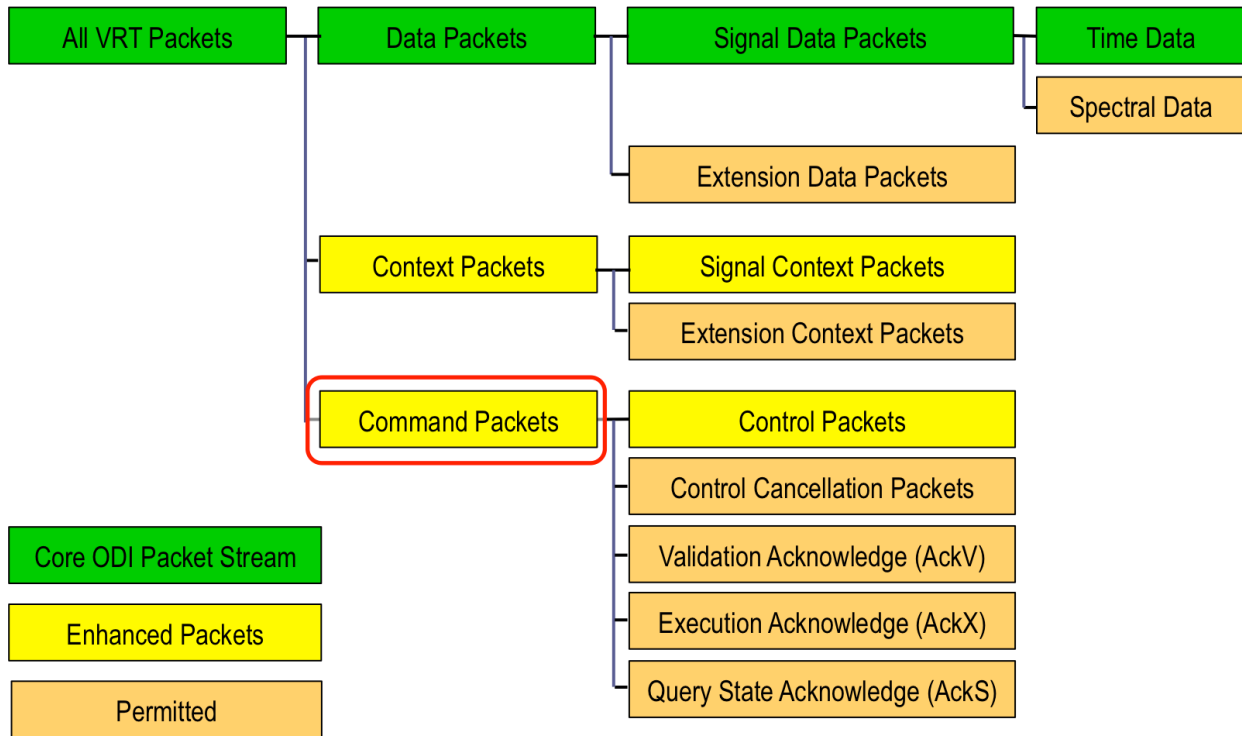 All VRT Packets
Data Packets
Signal Data Packets
Time Data
Spectral Data
Extension Data Packets
Context Packets
Signal Context Packets
Extension Context Packets
Command Packets
Control Packets
Control Cancellation Packets
Validation Acknowledge (AckV)
Execution Acknowledge (AckX)
Query State Acknowledge (AckS)
Core ODI Packet Stream
Enhanced Packets
Permitted